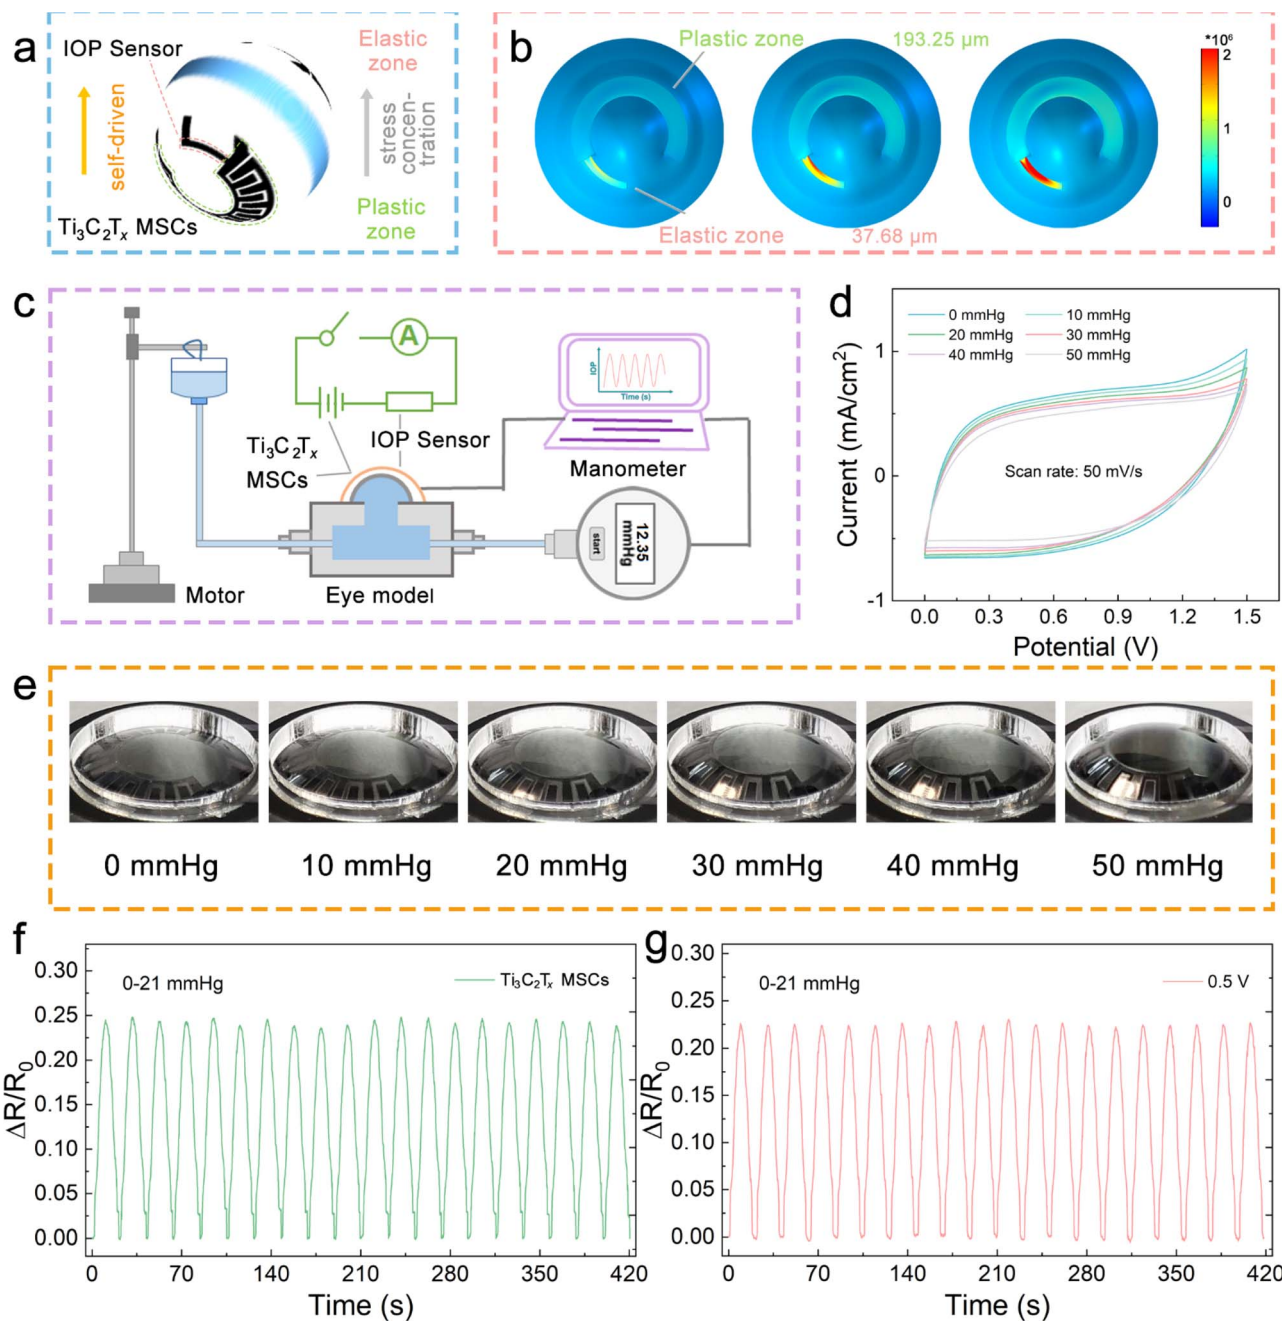 a
IOP Sensor
self-driven
Ti₃C₂Tₓ MSCs
Elastic
zone
stress
concen-
tration
Plastic
zone
b
Plastic zone
193.25 μm
Elastic zone
37.68 μm
*10⁶
2
1
0
c
A
Ti₃C₂Tₓ
MSCs
IOP Sensor
IOP
Time (s)
Manometer
12.35
mmHg
start
Motor
Eye model
d
0 mmHg
10 mmHg
20 mmHg
30 mmHg
40 mmHg
50 mmHg
Scan rate: 50 mV/s
Current (mA/cm²)
1
0
-1
0.0 0.3 0.6 0.9 1.2 1.5
Potential (V)
e
0 mmHg
10 mmHg
20 mmHg
30 mmHg
40 mmHg
50 mmHg
f
0-21 mmHg
Ti₃C₂Tₓ MSCs
ΔR/R₀
0.30
0.25
0.20
0.15
0.10
0.05
0.00
0 70 140 210 280 350 420
Time (s)
g
0-21 mmHg
0.5 V
ΔR/R₀
0.30
0.25
0.20
0.15
0.10
0.05
0.00
0 70 140 210 280 350 420
Time (s)